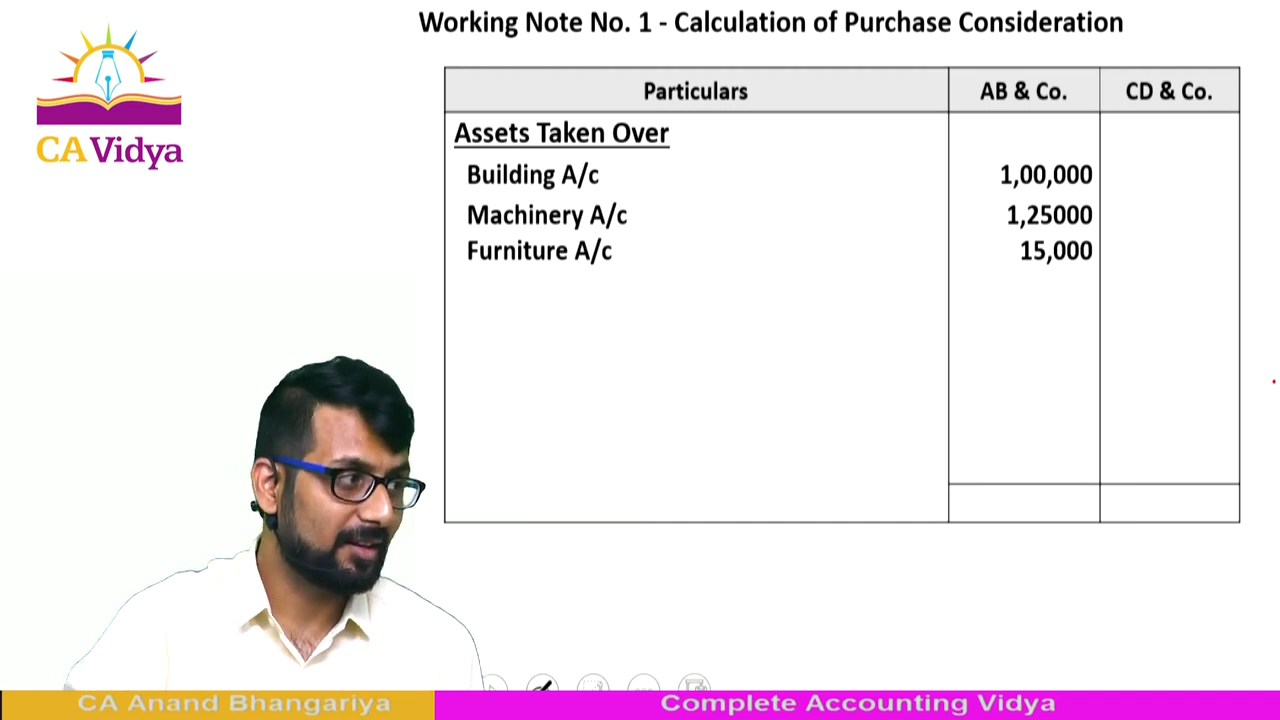 Working Note No. 1 - Calculation of Purchase Consideration
CA Vidya
Particulars AB & Co. CD & Co.
Assets Taken Over
Building A/c 1,00,000
Machinery A/c 1,25000
Furniture A/c 15,000
CA Anand Bhangariya Complete Accounting Vidya